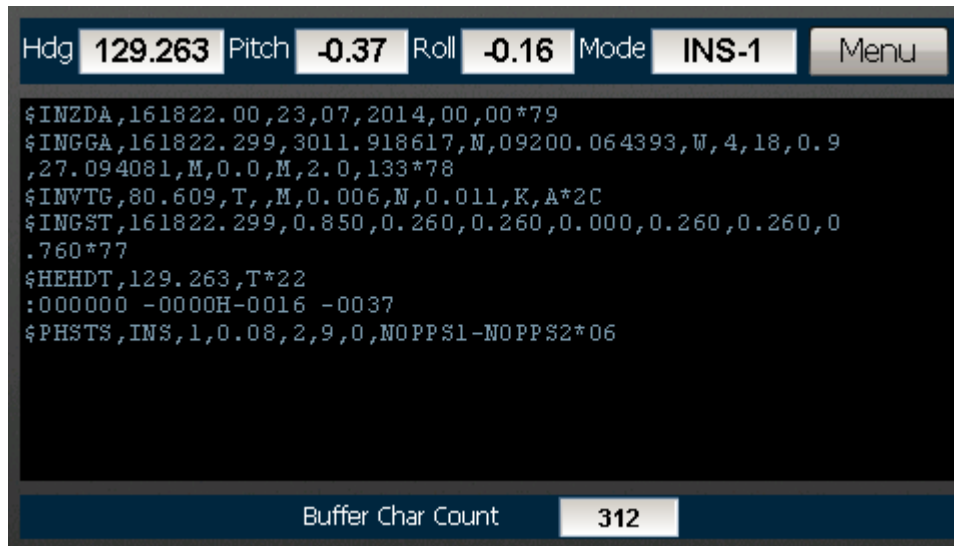 Hdg 129.263 Pitch -0.37 Roll -0.16 Mode INS-1 Menu
$INZDA,161822.00,23,07,2014,00,00*79
$INGGA,161822.299,3011.918617,N,09200.064393,W,4,18,0.9
,27.094081,M,0.0,M,2.0,133*78
$INVTG,80.609,T,,M,0.006,N,0.011,K,A*2C
$INGST,161822.299,0.850,0.260,0.260,0.000,0.260,0.260,0
.760*77
$HEHDT,129.263,T*22
:000000 -0000H-0016 -0037
$PHSTS,INS,1,0.08,2,9,0,NOPPS1-NOPPS2*06
Buffer Char Count 312